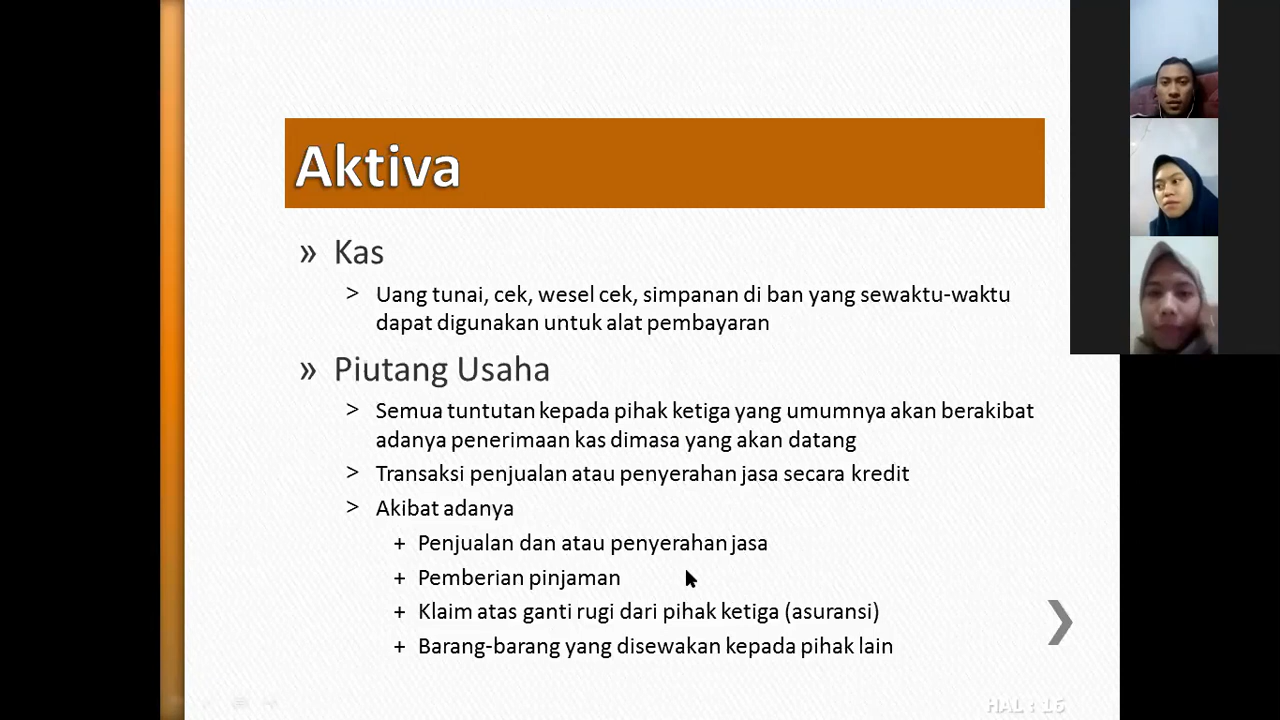 Aktiva
» Kas
> Uang tunai, cek, wesel cek, simpanan di ban yang sewaktu-waktu
dapat digunakan untuk alat pembayaran
» Piutang Usaha
> Semua tuntutan kepada pihak ketiga yang umumnya akan berakibat
adanya penerimaan kas dimasa yang akan datang
> Transaksi penjualan atau penyerahan jasa secara kredit
> Akibat adanya
+ Penjualan dan atau penyerahan jasa
+ Pemberian pinjaman
+ Klaim atas ganti rugi dari pihak ketiga (asuransi)
+ Barang-barang yang disewakan kepada pihak lain
HAL : 16